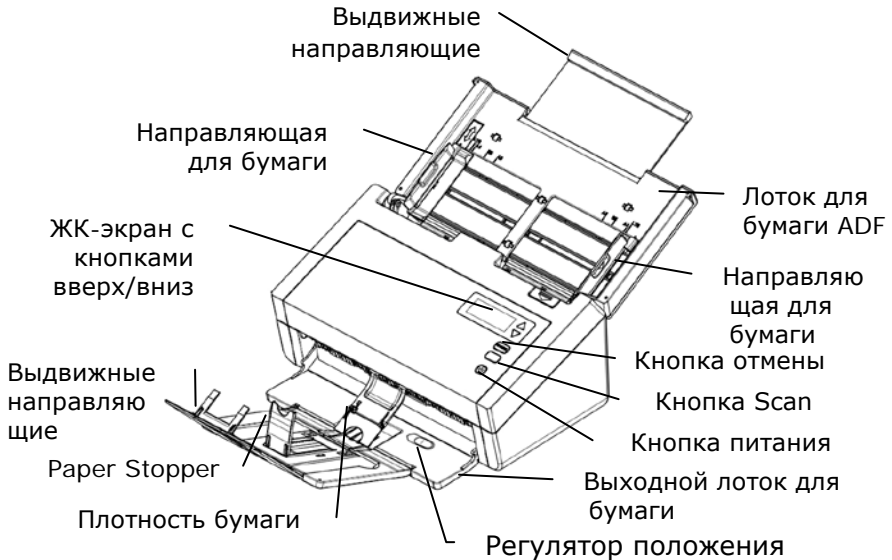 Выдвижные
направляющие
Направляющая
для бумаги
Лоток для
бумаги ADF
ЖК-экран с
кнопками
вверх/вниз
Направляю
щая для
бумаги
Кнопка отмены
Выдвижные
направляю
щие
Кнопка Scan
Кнопка питания
Paper Stopper
Выходной лоток для
бумаги
Плотность бумаги
Регулятор положения